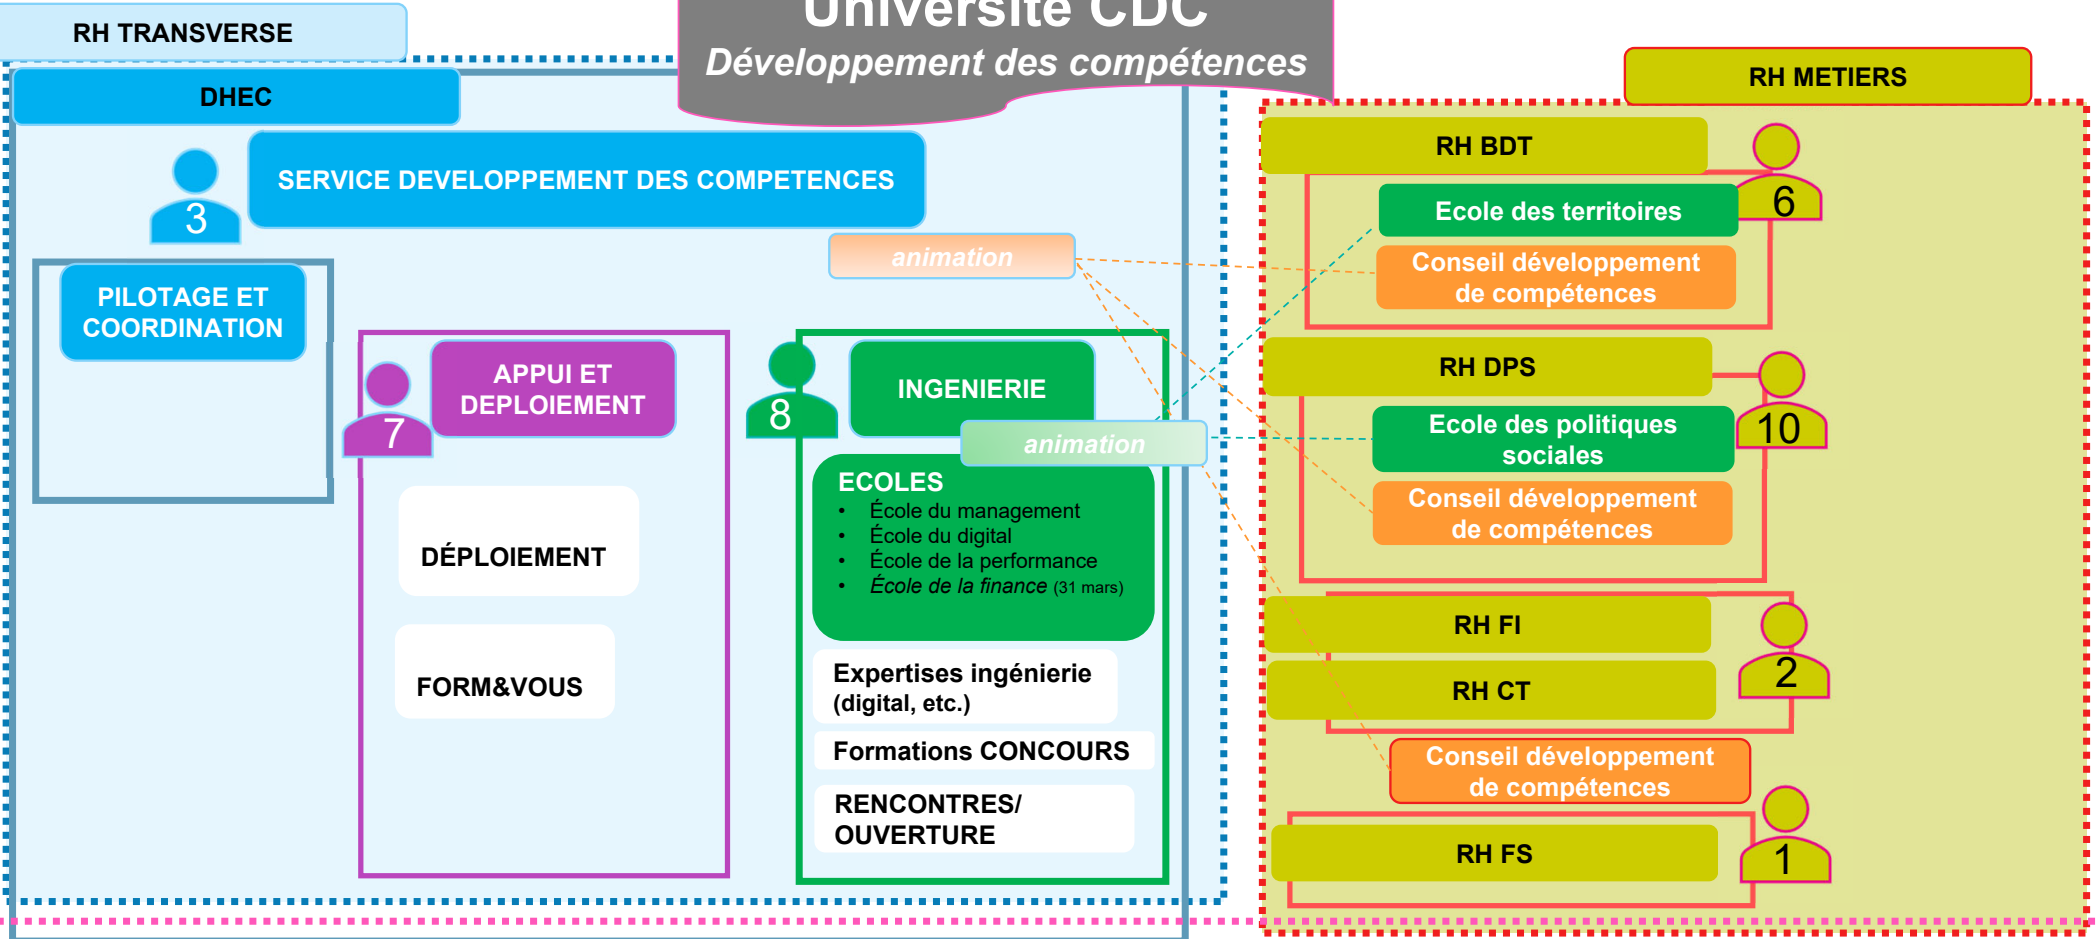 Université CDC
Développement des compétences
RH TRANSVERSE
DHEC
3
SERVICE DEVELOPPEMENT DES COMPETENCES
animation
PILOTAGE ET
COORDINATION
7
APPUI ET
DEPLOIEMENT
DÉPLOIEMENT
FORM&VOUS
8
INGENIERIE
animation
ECOLES
• École du management
• École du digital
• École de la performance
• École de la finance (31 mars)
Expertises ingénierie
(digital, etc.)
Formations CONCOURS
RENCONTRES/
OUVERTURE
RH METIERS
RH BDT
6
Ecole des territoires
Conseil développement
de compétences
RH DPS
10
Ecole des politiques
sociales
Conseil développement
de compétences
RH FI
2
RH CT
Conseil développement
de compétences
RH FS
1